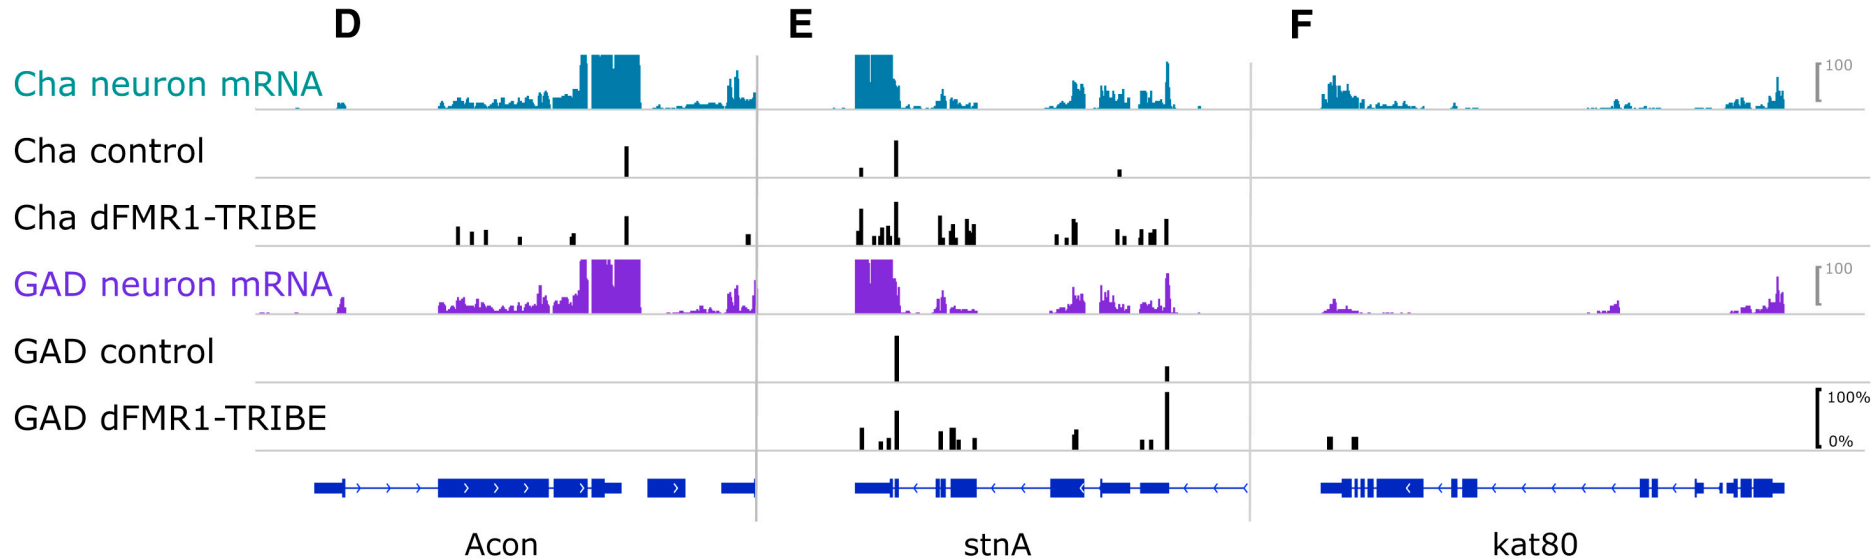 D E F
Cha neuron mRNA
100
Cha control
Cha dFMR1-TRIBE
GAD neuron mRNA
100
GAD control
GAD dFMR1-TRIBE
100%
0%
Acon stnA kat80